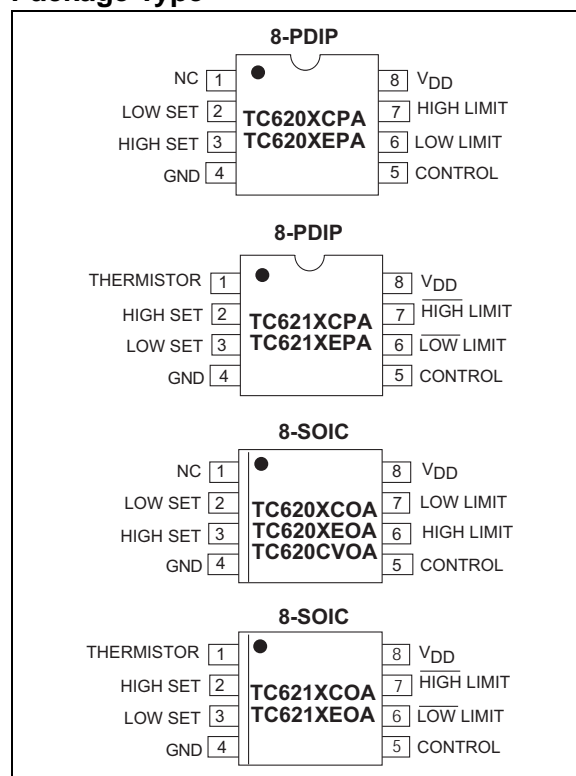 Package Type
8-PDIP
NC 1
LOW SET 2
HIGH SET 3
GND 4
TC620XCPA
TC620XEPA
8 VDD
7 HIGH LIMIT
6 LOW LIMIT
5 CONTROL
8-PDIP
THERMISTOR 1
HIGH SET 2
LOW SET 3
GND 4
TC621XCPA
TC621XEPA
8 VDD
7 HIGH LIMIT
6 LOW LIMIT
5 CONTROL
8-SOIC
NC 1
LOW SET 2
HIGH SET 3
GND 4
TC620XCOA
TC620XEOA
TC620CVOA
8 VDD
7 LOW LIMIT
6 HIGH LIMIT
5 CONTROL
8-SOIC
THERMISTOR 1
HIGH SET 2
LOW SET 3
GND 4
TC621XCOA
TC621XEOA
8 VDD
7 HIGH LIMIT
6 LOW LIMIT
5 CONTROL